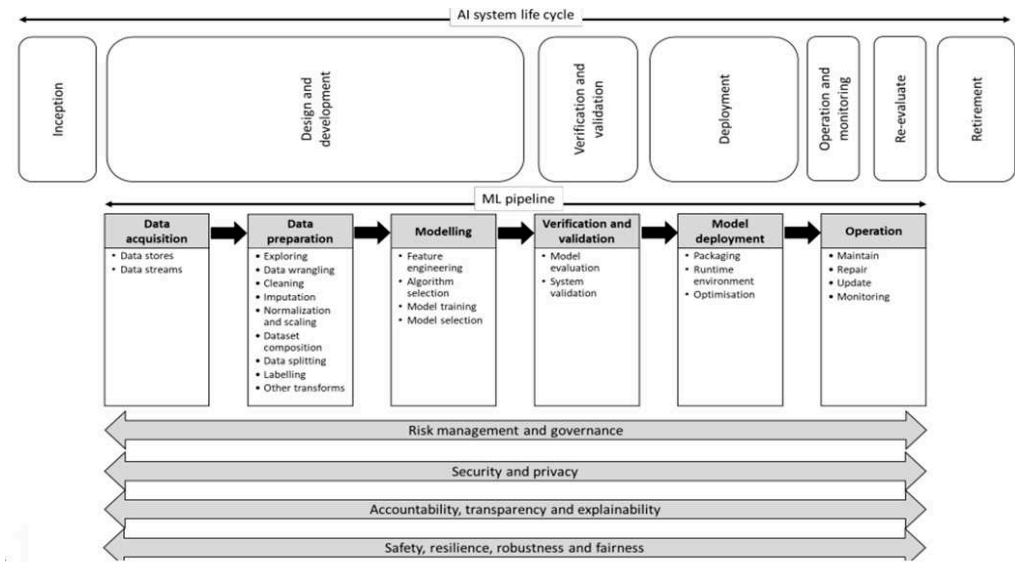 AI system life cycle
Inception
Design and
development
Verification and
validation
Deployment
Operation and
monitoring
Re-evaluate
Retirement
ML pipeline
Data
acquisition
• Data stores
• Data streams
Data
preparation
• Exploring
• Data wrangling
• Cleaning
• Imputation
• Normalization
and scaling
• Dataset
composition
• Data splitting
• Labelling
• Other transforms
Modelling
• Feature
engineering
• Algorithm
selection
• Model training
• Model selection
Verification and
validation
• Model
evaluation
• System
validation
Model
deployment
• Packaging
• Runtime
environment
• Optimisation
Operation
• Maintain
• Repair
• Update
• Monitoring
Risk management and governance
Security and privacy
Accountability, transparency and explainability
Safety, resilience, robustness and fairness